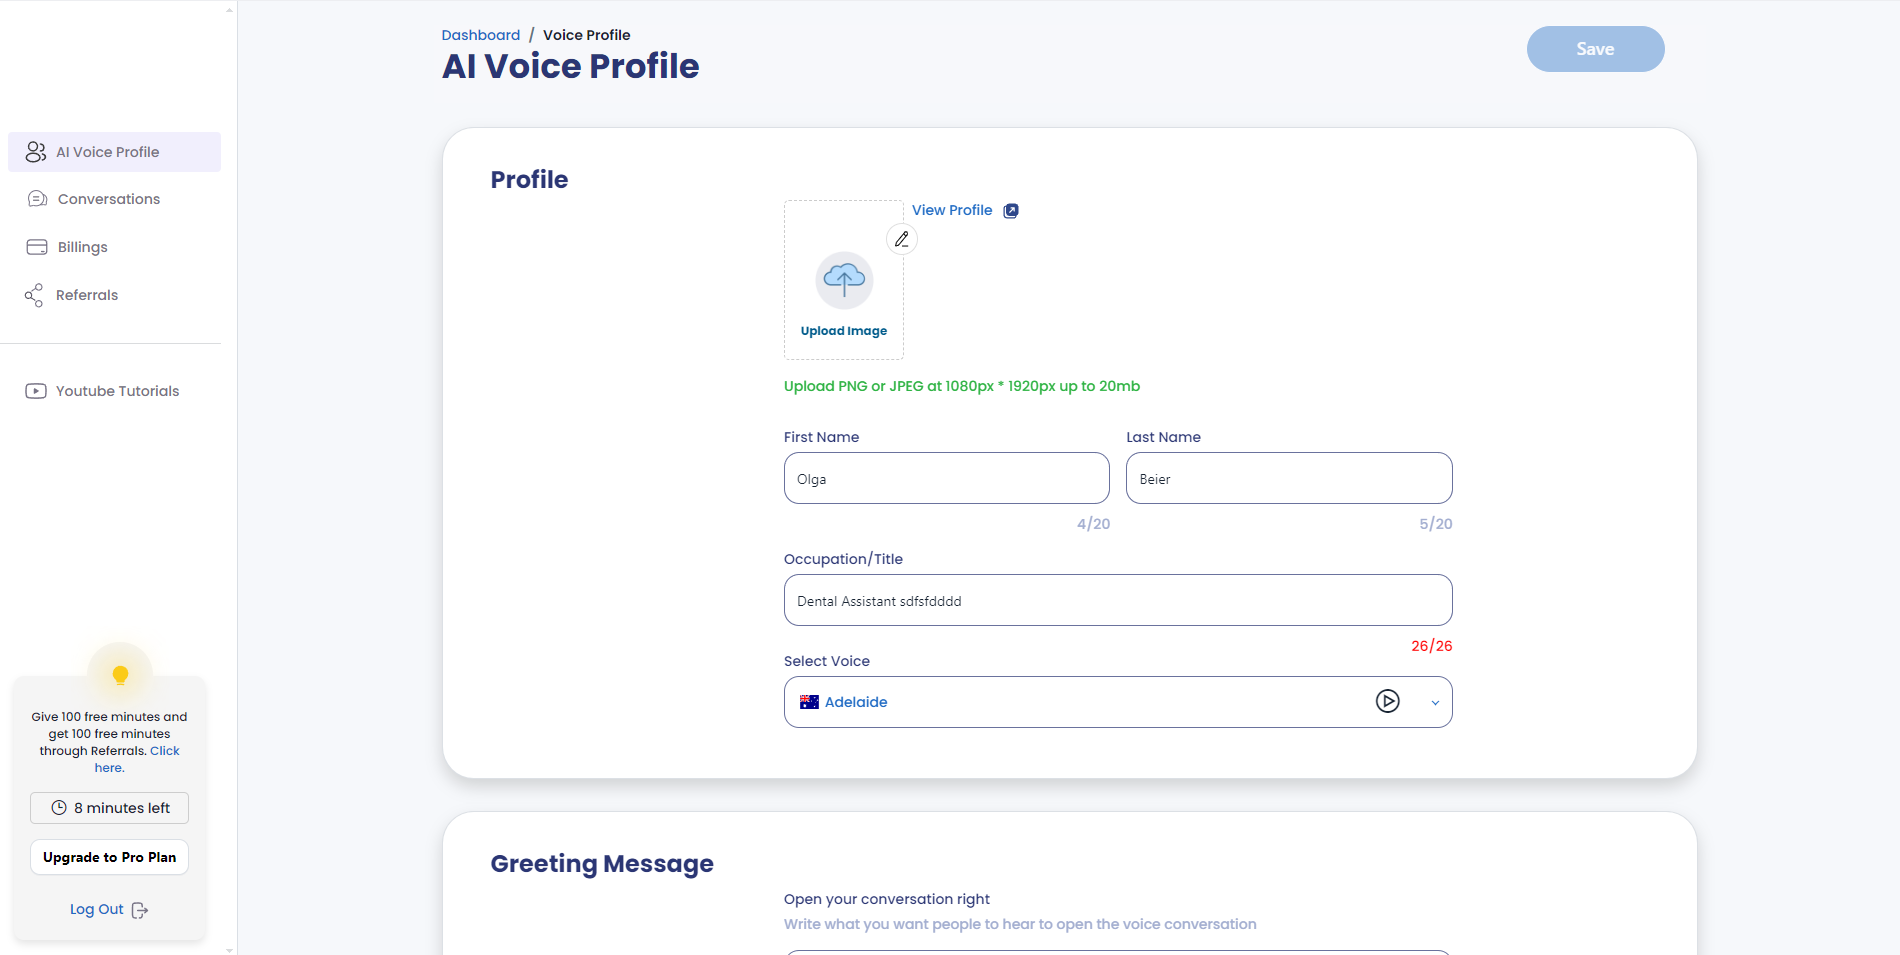 AI Voice Profile
Conversations
Billings
Referrals
Youtube Tutorials
Give 100 free minutes and
get 100 free minutes
through Referrals. Click
here.
8 minutes left
Upgrade to Pro Plan
Log Out
Dashboard / Voice Profile
AI Voice Profile
Save
Profile
View Profile
Upload Image
Upload PNG or JPEG at 1080px * 1920px up to 20mb
First Name
Last Name
Olga
Beier
4/20
5/20
Occupation/Title
Dental Assistant sdfsfdddd
26/26
Select Voice
Adelaide
Greeting Message
Open your conversation right
Write what you want people to hear to open the voice conversation